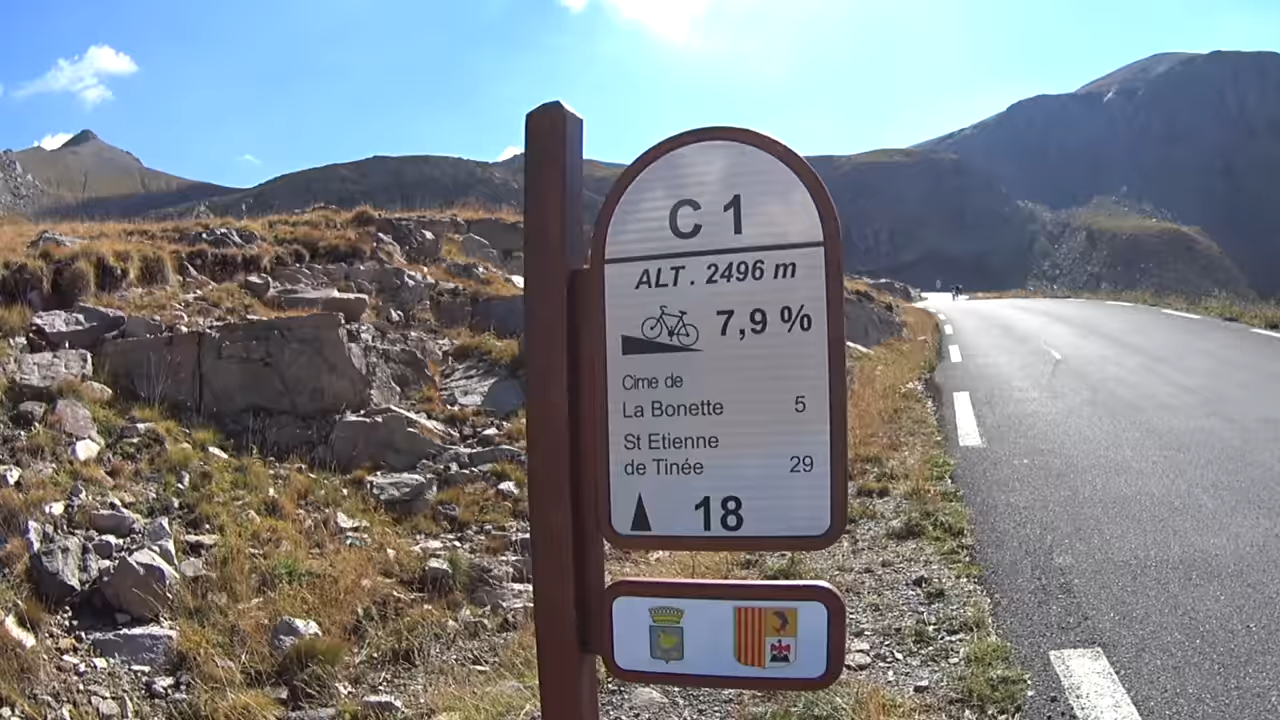 C 1
ALT. 2496 m
7,9 %
Cime de
La Bonette 5
St Etienne
de Tinée 29
18